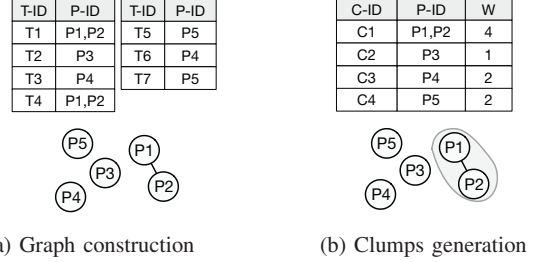 T-ID P-ID T-ID P-ID
T1 P1,P2 T5 P5
T2 P3 T6 P4
T3 P4 T7 P5
T4 P1,P2
P5 P1
P3
P4 P2
a) Graph construction
C-ID P-ID W
C1 P1,P2 4
C2 P3 1
C3 P4 2
C4 P5 2
P5 P1
P3
P4 P2
(b) Clumps generation